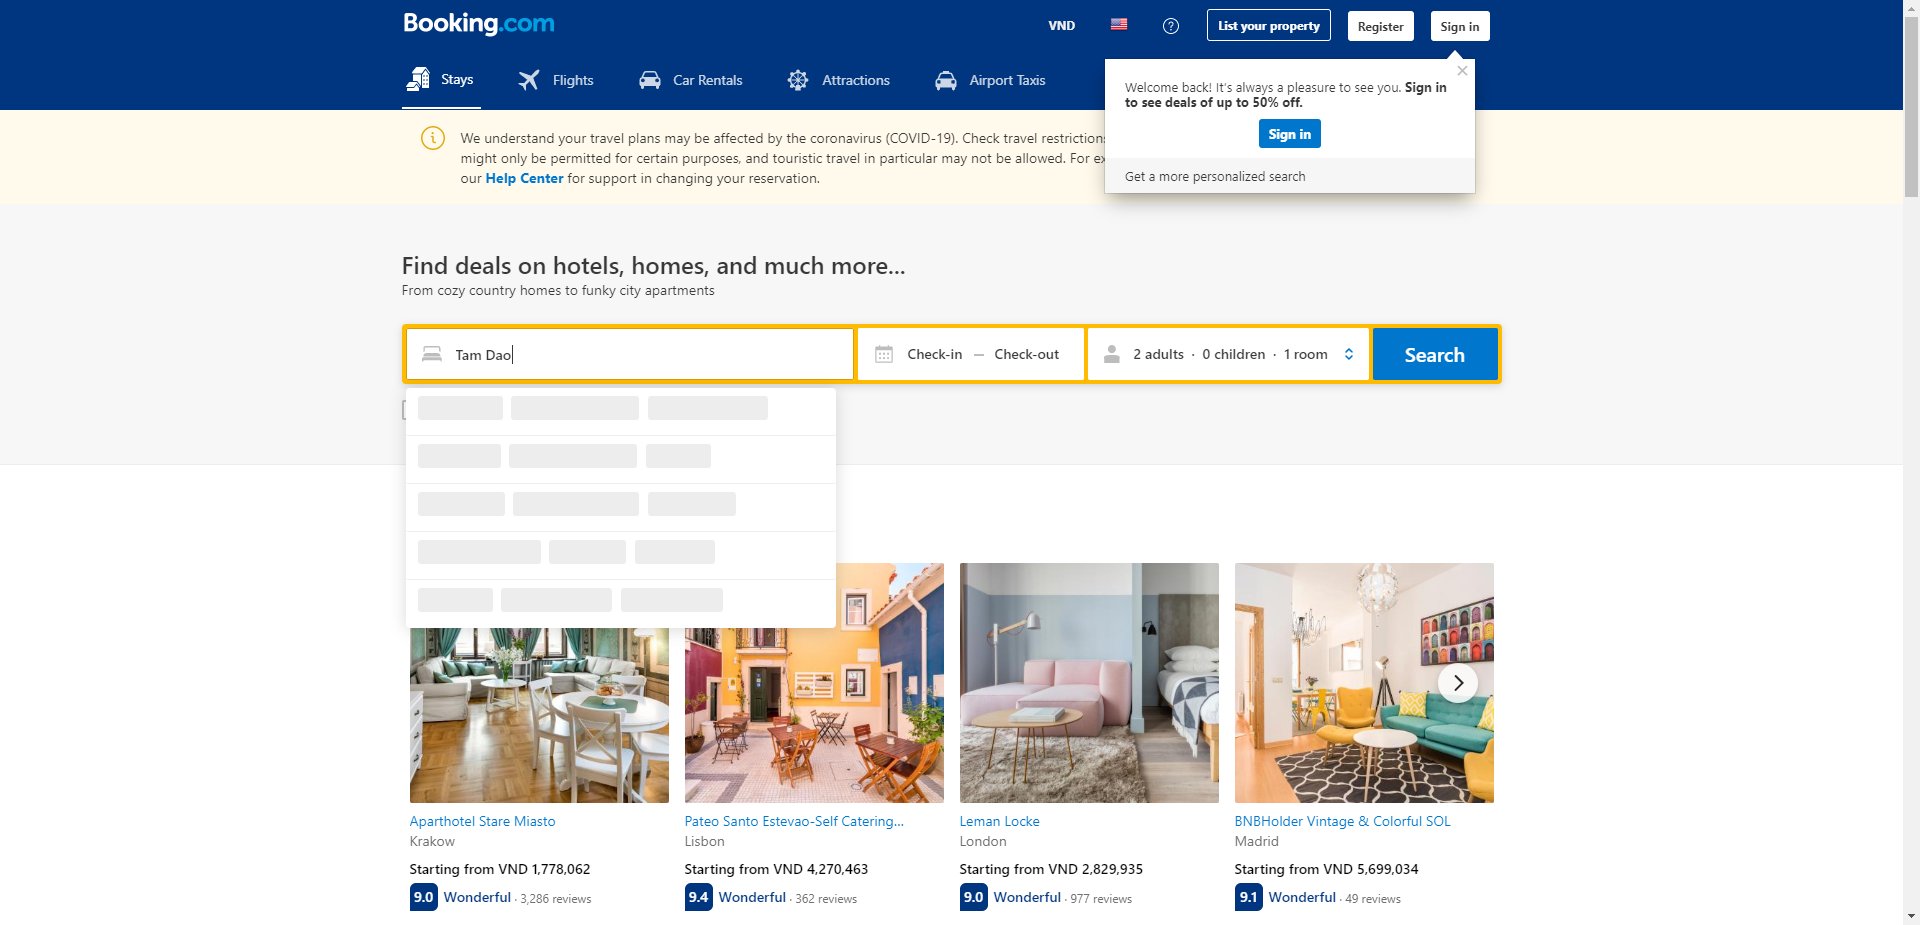 Booking.com
VND
List your property
Register
Sign in
Stays
Flights
Car Rentals
Attractions
Airport Taxis
Welcome back! It's always a pleasure to see you. Sign in
to see deals of up to 50% off.
Sign in
Get a more personalized search
We understand your travel plans may be affected by the coronavirus (COVID-19). Check travel
might only be permitted for certain purposes, and touristic travel in particular may not be allowed. For
our Help Center for support in changing your reservation.
Find deals on hotels, homes, and much more...
From cozy country homes to funky city apartments
Tam Dao
Check-in — Check-out
2 adults · 0 children · 1 room
Search
Aparthotel Stare Miasto
Krakow
Starting from VND 1,778,062
9.0 Wonderful · 3,286 reviews
Pateo Santo Estevao-Self Catering...
Lisbon
Starting from VND 4,270,463
9.4 Wonderful · 362 reviews
Leman Locke
London
Starting from VND 2,829,935
9.0 Wonderful · 977 reviews
BNBHolder Vintage & Colorful SOL
Madrid
Starting from VND 5,699,034
9.1 Wonderful · 49 reviews